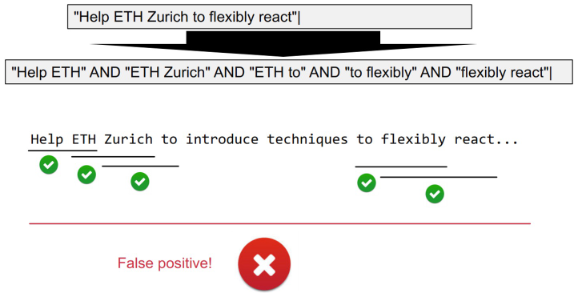 "Help ETH Zurich to flexibly react"|
"Help ETH" AND "ETH Zurich" AND "ETH to" AND "to flexibly" AND "flexibly react"|
Help ETH Zurich to introduce techniques to flexibly react...
False positive!